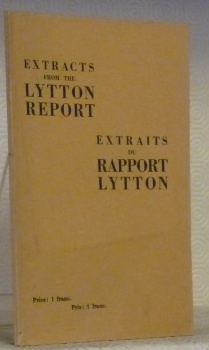 EXTRACTS
FROM THE
LYTTON
REPORT
EXTRAITS
DU
RAPPORT
LYTTON
Price: 1 franc.
Prix: 1 franc.